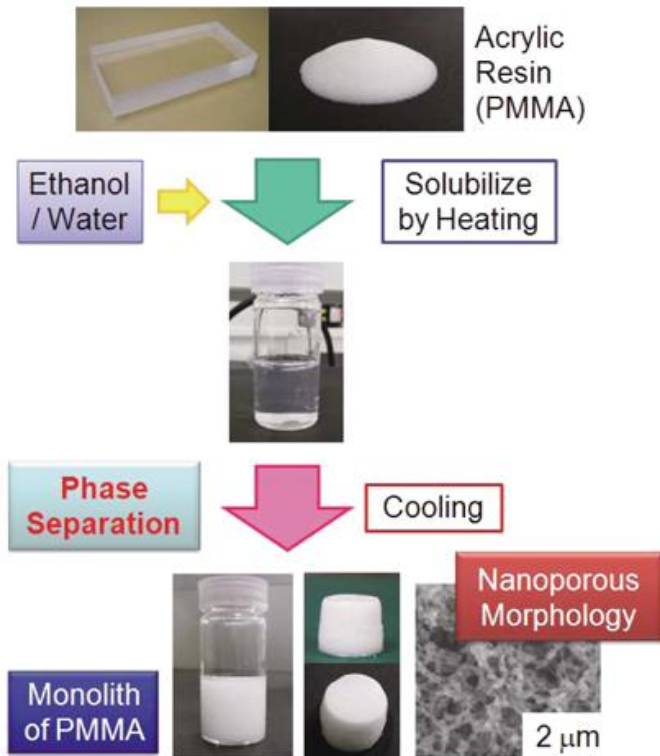 Acrylic
Resin
(PMMA)
Ethanol
/ Water
Solubilize
by Heating
Phase
Separation
Cooling
Nanoporous
Morphology
Monolith
of PMMA
2 μm